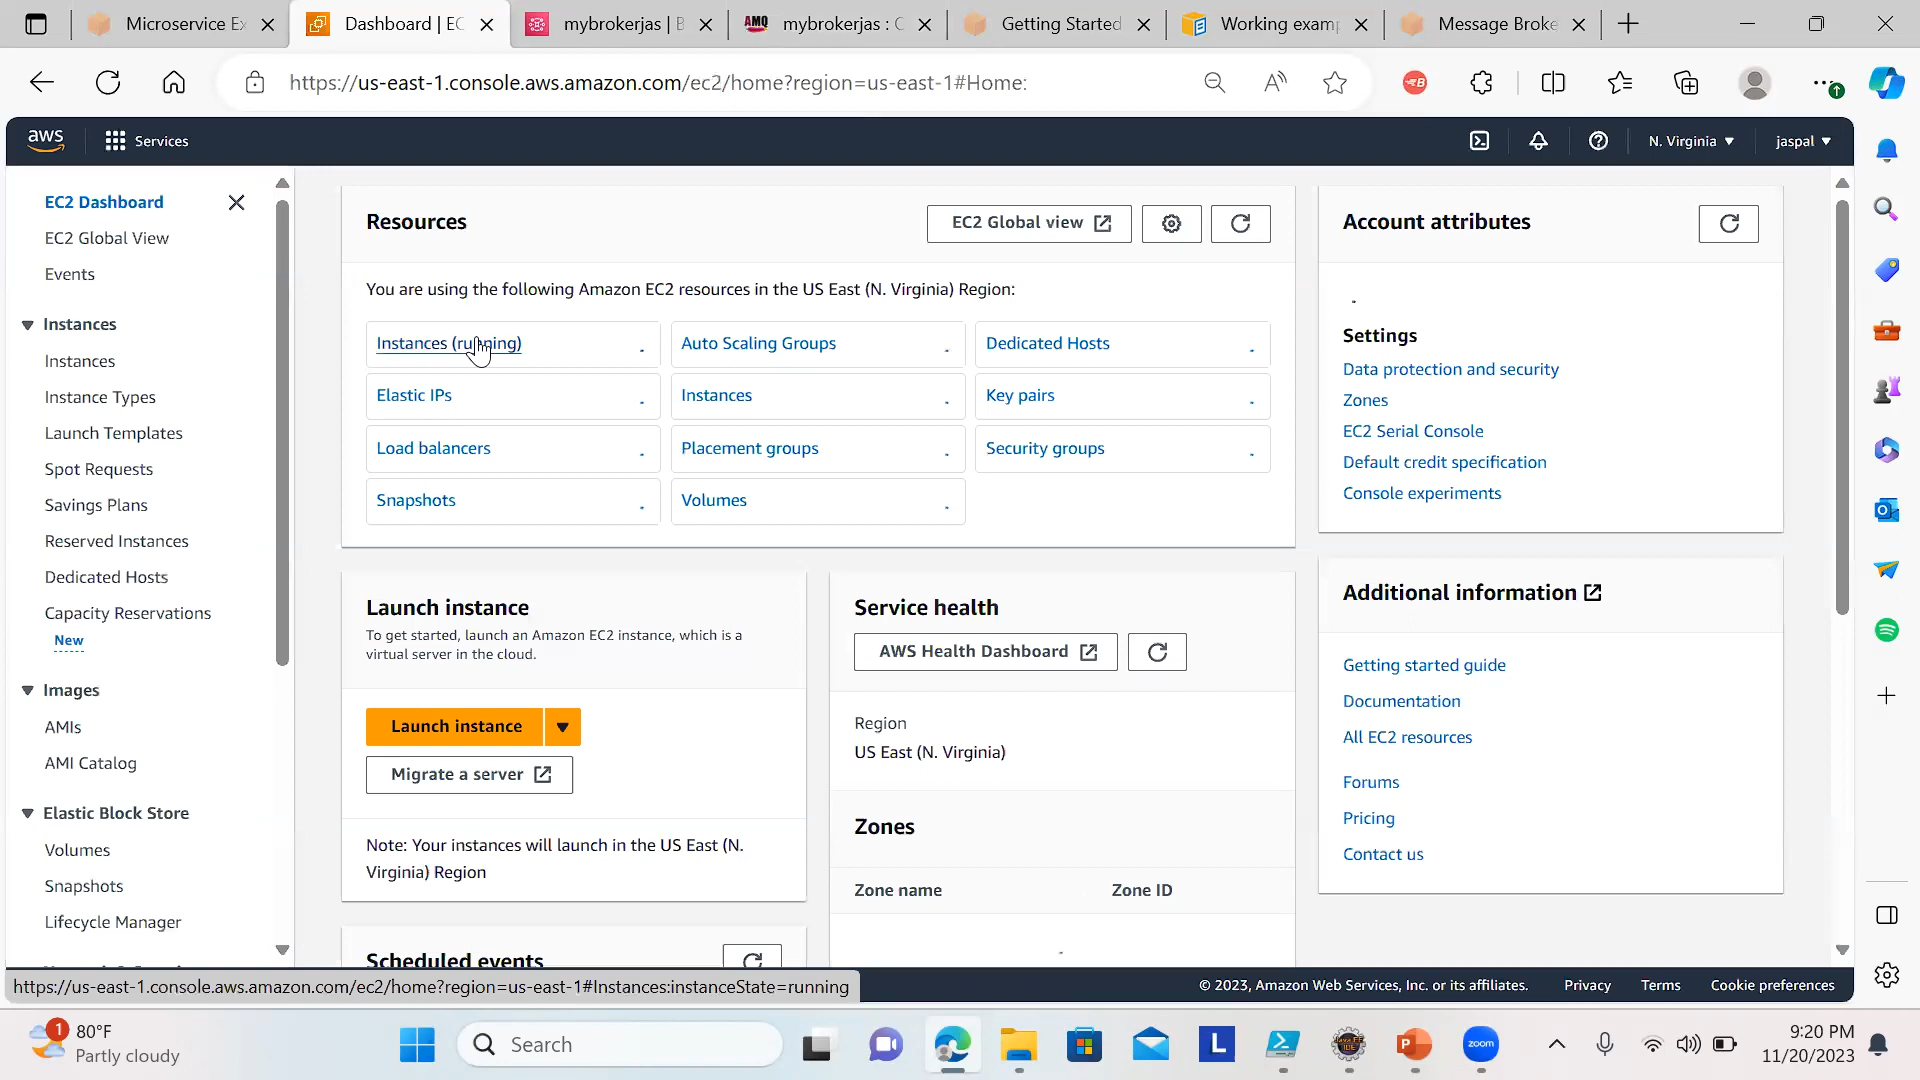 Microservice Ex
Dashboard | EC
mybrokerjas | B
AMQ
mybrokerjas : C
Getting Started
Working examp
Message Broke
https://us-east-1.console.aws.amazon.com/ec2/home?region=us-east-1#Home:
aws
Services
N. Virginia
jaspal
EC2 Dashboard
EC2 Global View
Events
Instances
Instances
Instance Types
Launch Templates
Spot Requests
Savings Plans
Reserved Instances
Dedicated Hosts
Capacity Reservations
New
Images
AMIs
AMI Catalog
Elastic Block Store
Volumes
Snapshots
Lifecycle Manager
Resources
EC2 Global view
You are using the following Amazon EC2 resources in the US East (N. Virginia) Region:
Instances (running)
Auto Scaling Groups
Dedicated Hosts
Elastic IPs
Instances
Key pairs
Load balancers
Placement groups
Security groups
Snapshots
Volumes
Launch instance
To get started, launch an Amazon EC2 instance, which is a
virtual server in the cloud.
Launch instance
Migrate a server
Note: Your instances will launch in the US East (N.
Virginia) Region
Scheduled events
Service health
AWS Health Dashboard
Region
US East (N. Virginia)
Zones
Zone name
Zone ID
Account attributes
Settings
Data protection and security
Zones
EC2 Serial Console
Default credit specification
Console experiments
Additional information
Getting started guide
Documentation
All EC2 resources
Forums
Pricing
Contact us
https://us-east-1.console.aws.amazon.com/ec2/home?region=us-east-1#Instances:instanceState=running
© 2023, Amazon Web Services, Inc. or its affiliates.
Privacy
Terms
Cookie preferences
1
80°F
Partly cloudy
Search
L
zoom
9:20 PM
11/20/2023